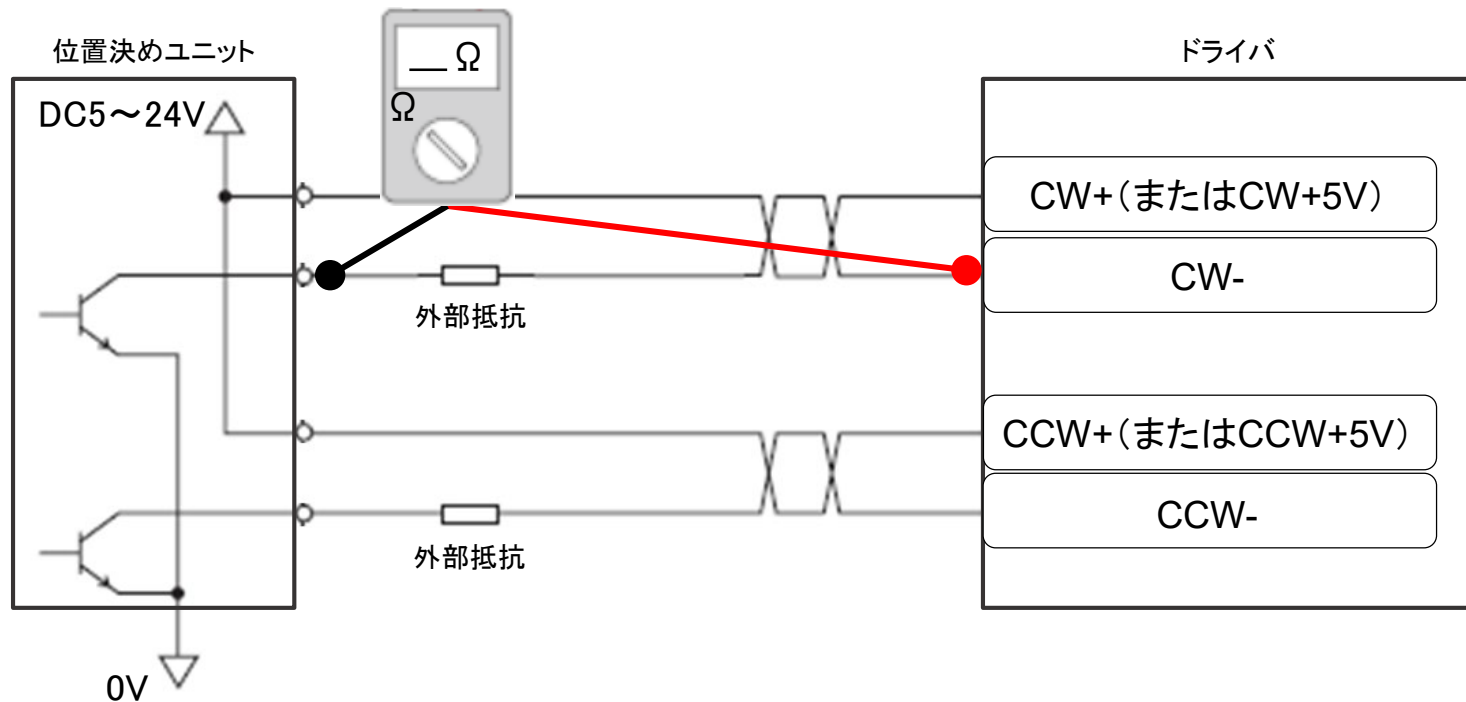 位置決めユニット
__ Ω
Ω
ドライバ
DC5～24V
CW+(またはCW+5V)
CW-
外部抵抗
CCW+(またはCCW+5V)
CCW-
外部抵抗
0V